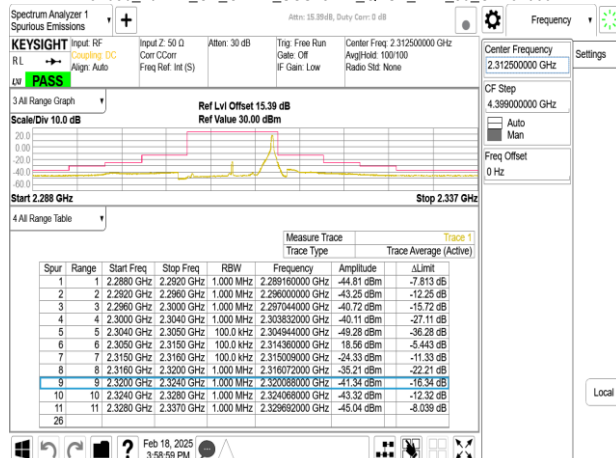 Spectrum Analyzer 1
Spurious Emissions
Attn: 15.39dB, Duty Corr: 0 dB
Frequency
Settings
KEYSIGHT
RL
PASS
Input: RF
Coupling: DC
Align: Auto
Input Z: 50 Ω
Corr CCorr
Freq Ref: Int (S)
Atten: 30 dB
Trig: Free Run
Gate: Off
IF Gain: Low
Center Freq: 2.312500000 GHz
Avg|Hold: 100/100
Radio Std: None
Center Frequency
2.312500000 GHz
CF Step
4.399000000 GHz
Auto
Man
Freq Offset
0 Hz
Local
3 All Range Graph
Scale/Div 10.0 dB
Ref Lvl Offset 15.39 dB
Ref Value 30.00 dBm
20.0
0.00
-20.0
-40.0
-60.0
Start 2.288 GHz
Stop 2.337 GHz
4 All Range Table
Measure Trace Trace 1
Trace Type Trace Average (Active)
Spur Range Start Freq Stop Freq RBW Frequency Amplitude ΔLimit
1 1 2.2880 GHz 2.2920 GHz 1.000 MHz 2.289160000 GHz -44.81 dBm -7.813 dB
2 2 2.2920 GHz 2.2960 GHz 1.000 MHz 2.296000000 GHz -43.25 dBm -12.25 dB
3 3 2.2960 GHz 2.3000 GHz 1.000 MHz 2.297044000 GHz -40.72 dBm -15.72 dB
4 4 2.3000 GHz 2.3040 GHz 1.000 MHz 2.303832000 GHz -40.11 dBm -27.11 dB
5 5 2.3040 GHz 2.3050 GHz 100.0 kHz 2.304944000 GHz -49.28 dBm -36.28 dB
6 6 2.3050 GHz 2.3150 GHz 100.0 kHz 2.314360000 GHz 18.56 dBm -5.443 dB
7 7 2.3150 GHz 2.3160 GHz 100.0 kHz 2.315009000 GHz -24.33 dBm -11.33 dB
8 8 2.3160 GHz 2.3200 GHz 1.000 MHz 2.316072000 GHz -35.21 dBm -22.21 dB
9 9 2.3200 GHz 2.3240 GHz 1.000 MHz 2.320088000 GHz -41.34 dBm -16.34 dB
10 10 2.3240 GHz 2.3280 GHz 1.000 MHz 2.324068000 GHz -43.32 dBm -12.32 dB
11 11 2.3280 GHz 2.3370 GHz 1.000 MHz 2.329692000 GHz -45.04 dBm -8.039 dB
26
Feb 18, 2025
3:58:59 PM